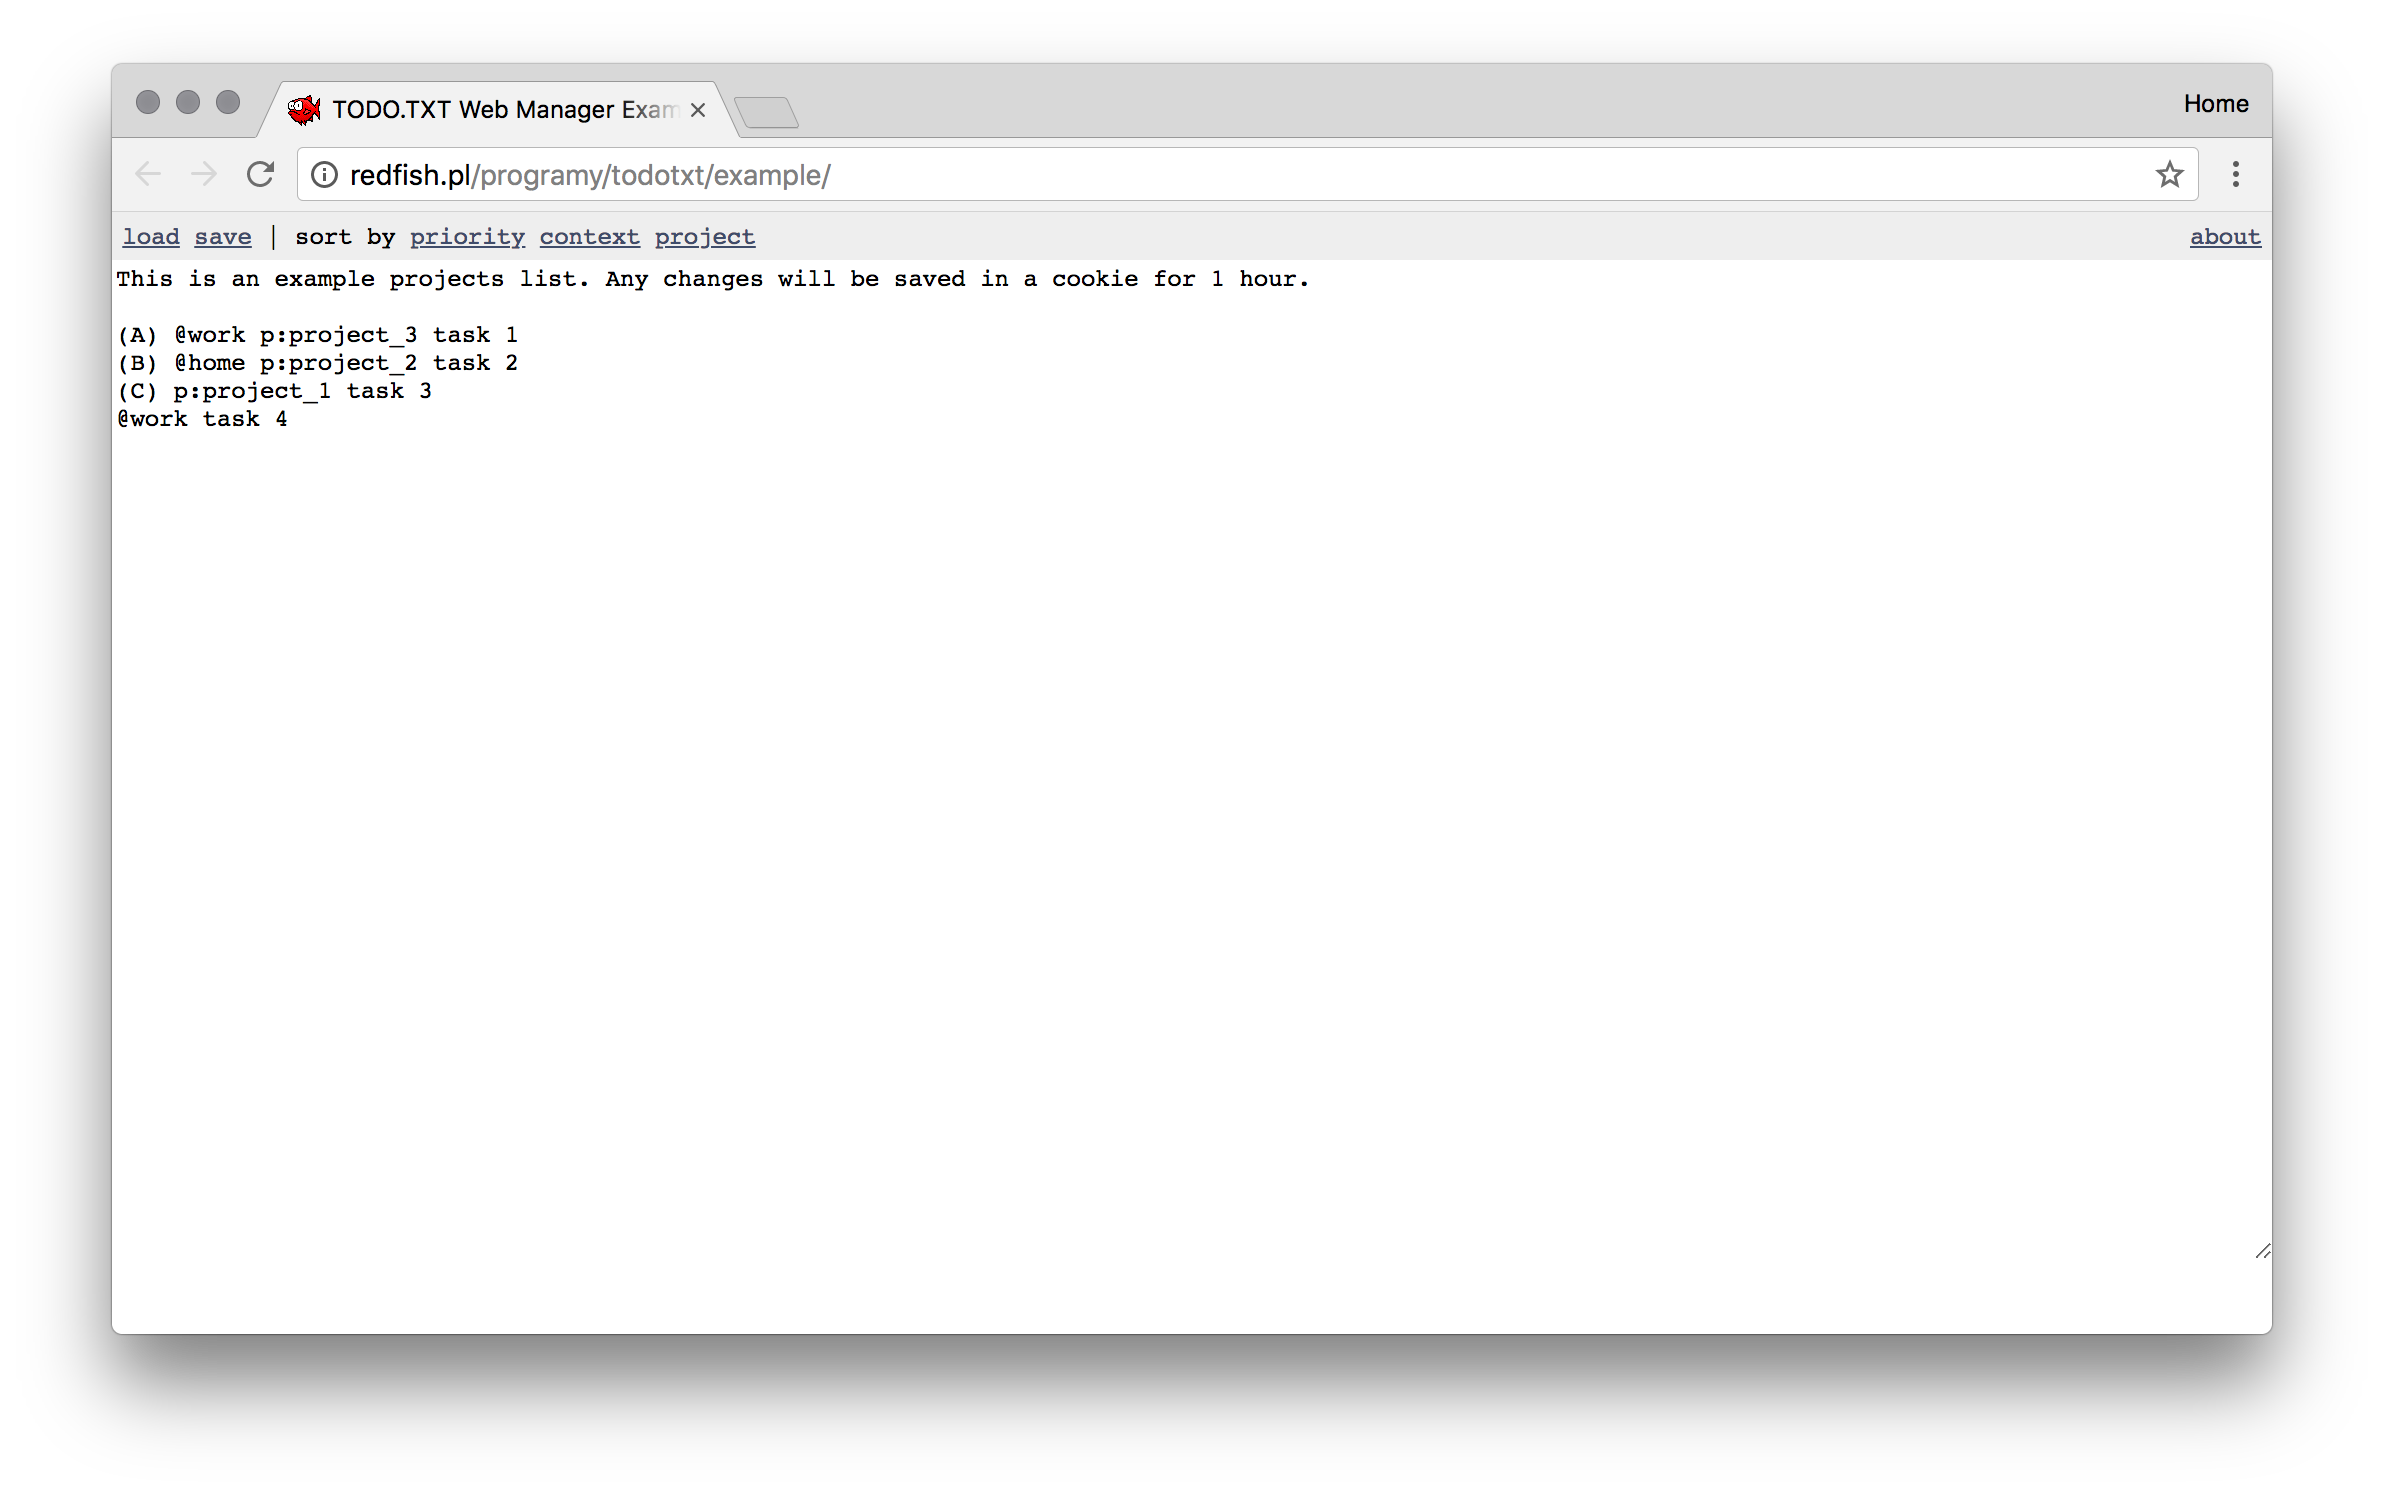 TODO.TXT Web Manager Exam
Home
redfish.pl/programy/todotxt/example/
load save | sort by priority context project about
This is an example projects list. Any changes will be saved in a cookie for 1 hour.
(A) @work p:project_3 task 1
(B) @home p:project_2 task 2
(C) p:project_1 task 3
@work task 4